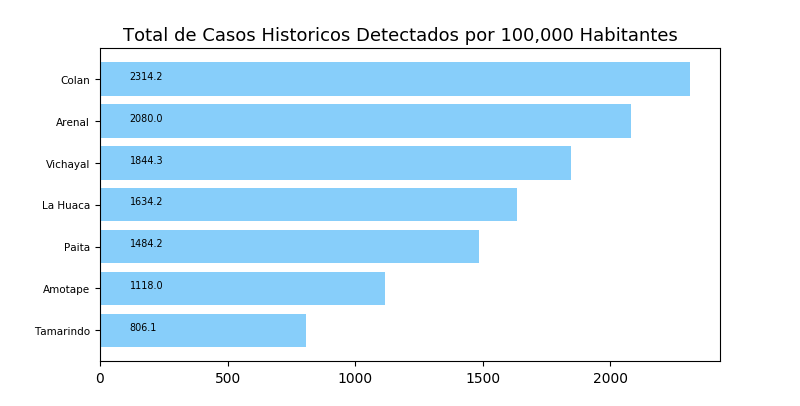 Total de Casos Historicos Detectados por 100,000 Habitantes
Colan 2314.2
Arenal 2080.0
Vichayal 1844.3
La Huaca 1634.2
Paita 1484.2
Amotape 1118.0
Tamarindo 806.1
0 500 1000 1500 2000